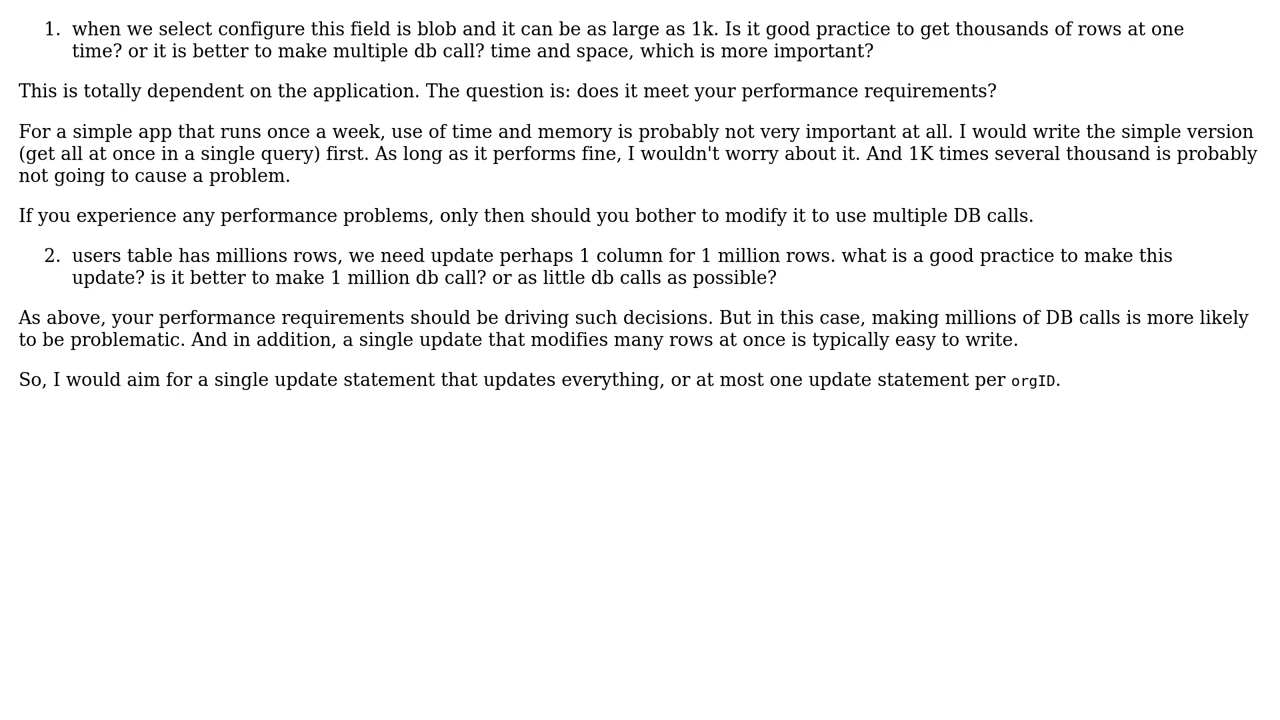 1. when we select configure this field is blob and it can be as large as 1k. Is it good practice to get thousands of rows at one
time? or it is better to make multiple db call? time and space, which is more important?
This is totally dependent on the application. The question is: does it meet your performance requirements?
For a simple app that runs once a week, use of time and memory is probably not very important at all. I would write the simple version
(get all at once in a single query) first. As long as it performs fine, I wouldn't worry about it. And 1K times several thousand is probably
not going to cause a problem.
If you experience any performance problems, only then should you bother to modify it to use multiple DB calls.
2. users table has millions rows, we need update perhaps 1 column for 1 million rows. what is a good practice to make this
update? is it better to make 1 million db call? or as little db calls as possible?
As above, your performance requirements should be driving such decisions. But in this case, making millions of DB calls is more likely
to be problematic. And in addition, a single update that modifies many rows at once is typically easy to write.
So, I would aim for a single update statement that updates everything, or at most one update statement per orgID.